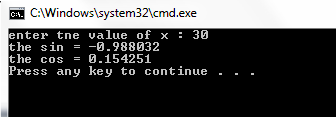 C:\Windows\system32\cmd.exe
enter tne value of x : 30
the sin = -0.988032
the cos = 0.154251
Press any key to continue . . .